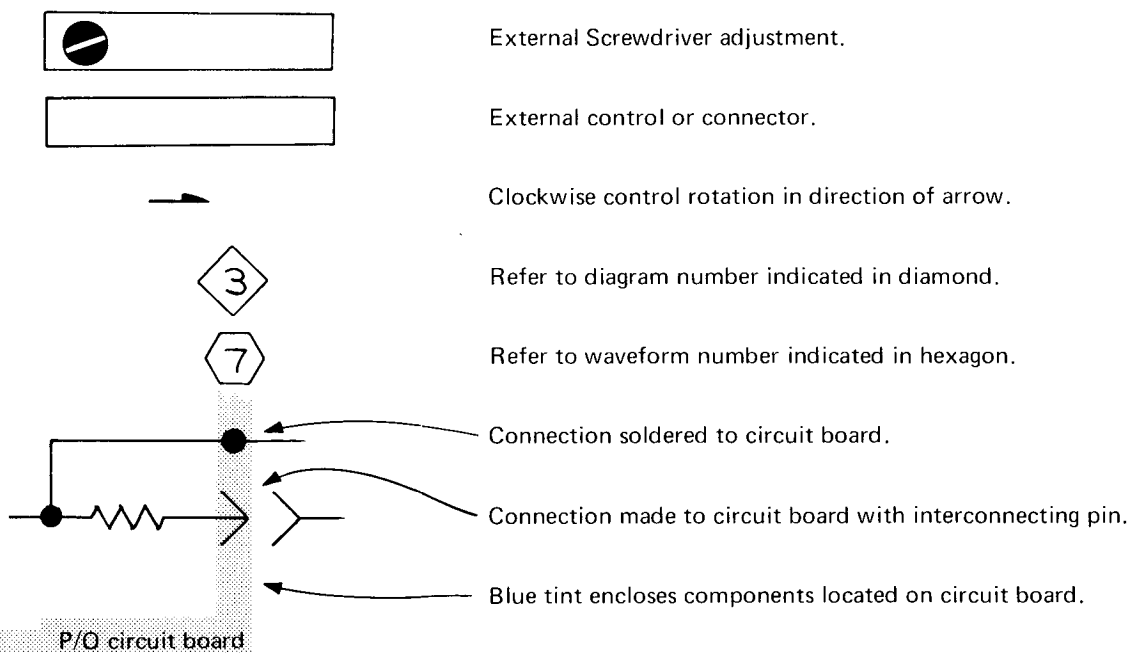 External Screwdriver adjustment.
External control or connector.
Clockwise control rotation in direction of arrow.
3
Refer to diagram number indicated in diamond.
7
Refer to waveform number indicated in hexagon.
Connection soldered to circuit board.
Connection made to circuit board with interconnecting pin.
Blue tint encloses components located on circuit board.
P/O circuit board